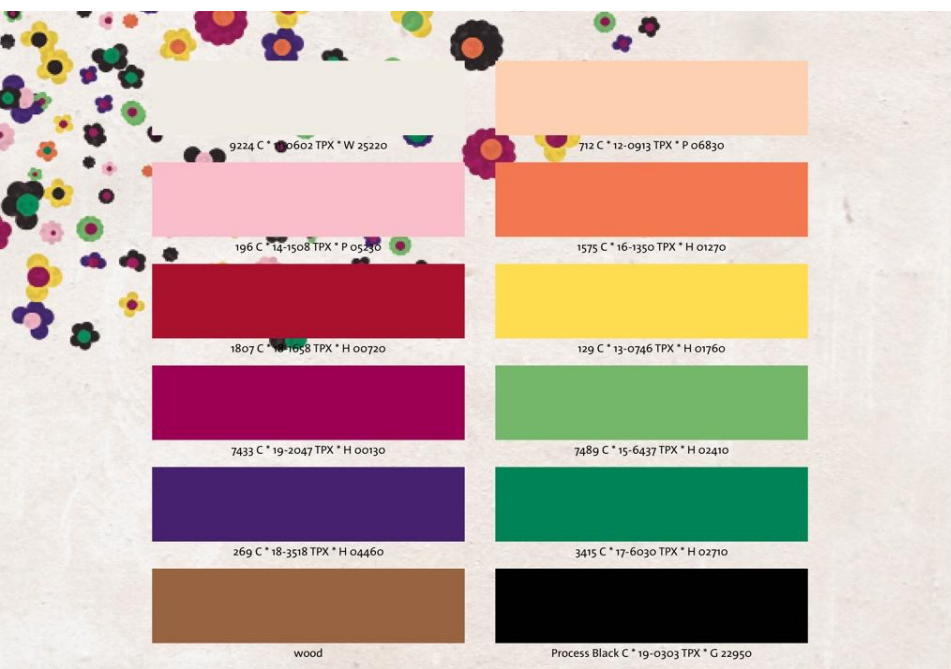 9224 C * 11-0602 TPX * W 25220
712 C * 12-0913 TPX * P 06830
196 C * 14-1508 TPX * P 05230
1575 C * 16-1350 TPX * H 01270
1807 C * 18-1658 TPX * H 00720
129 C * 13-0746 TPX * H 01760
7433 C * 19-2047 TPX * H 00130
7489 C * 15-6437 TPX * H 02410
269 C * 18-3518 TPX * H 04460
3415 C * 17-6030 TPX * H 02710
wood
Process Black C * 19-0303 TPX * G 22950